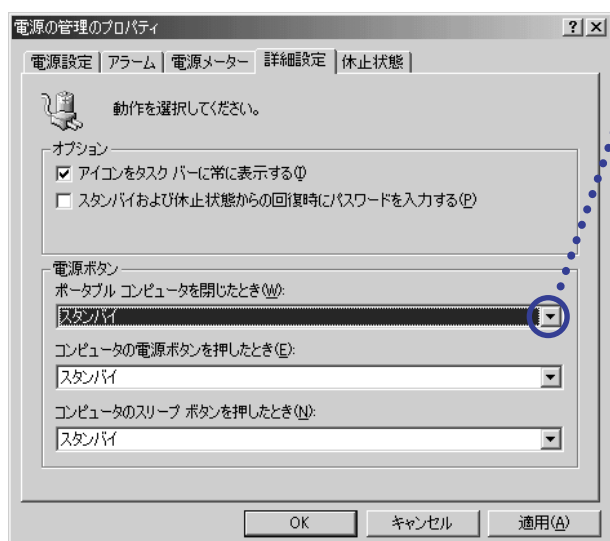 電源の管理のプロパティ
電源設定 アラーム 電源メーター 詳細設定 休止状態
動作を選択してください。
オプション
アイコンをタスク バーに常に表示する(I)
スタンバイおよび休止状態からの回復時にパスワードを入力する(P)
電源ボタン
ポータブル コンピュータを閉じたとき(W):
スタンバイ
コンピュータの電源ボタンを押したとき(E):
スタンバイ
コンピュータのスリープ ボタンを押したとき(N):
スタンバイ
OK キャンセル 適用(A)